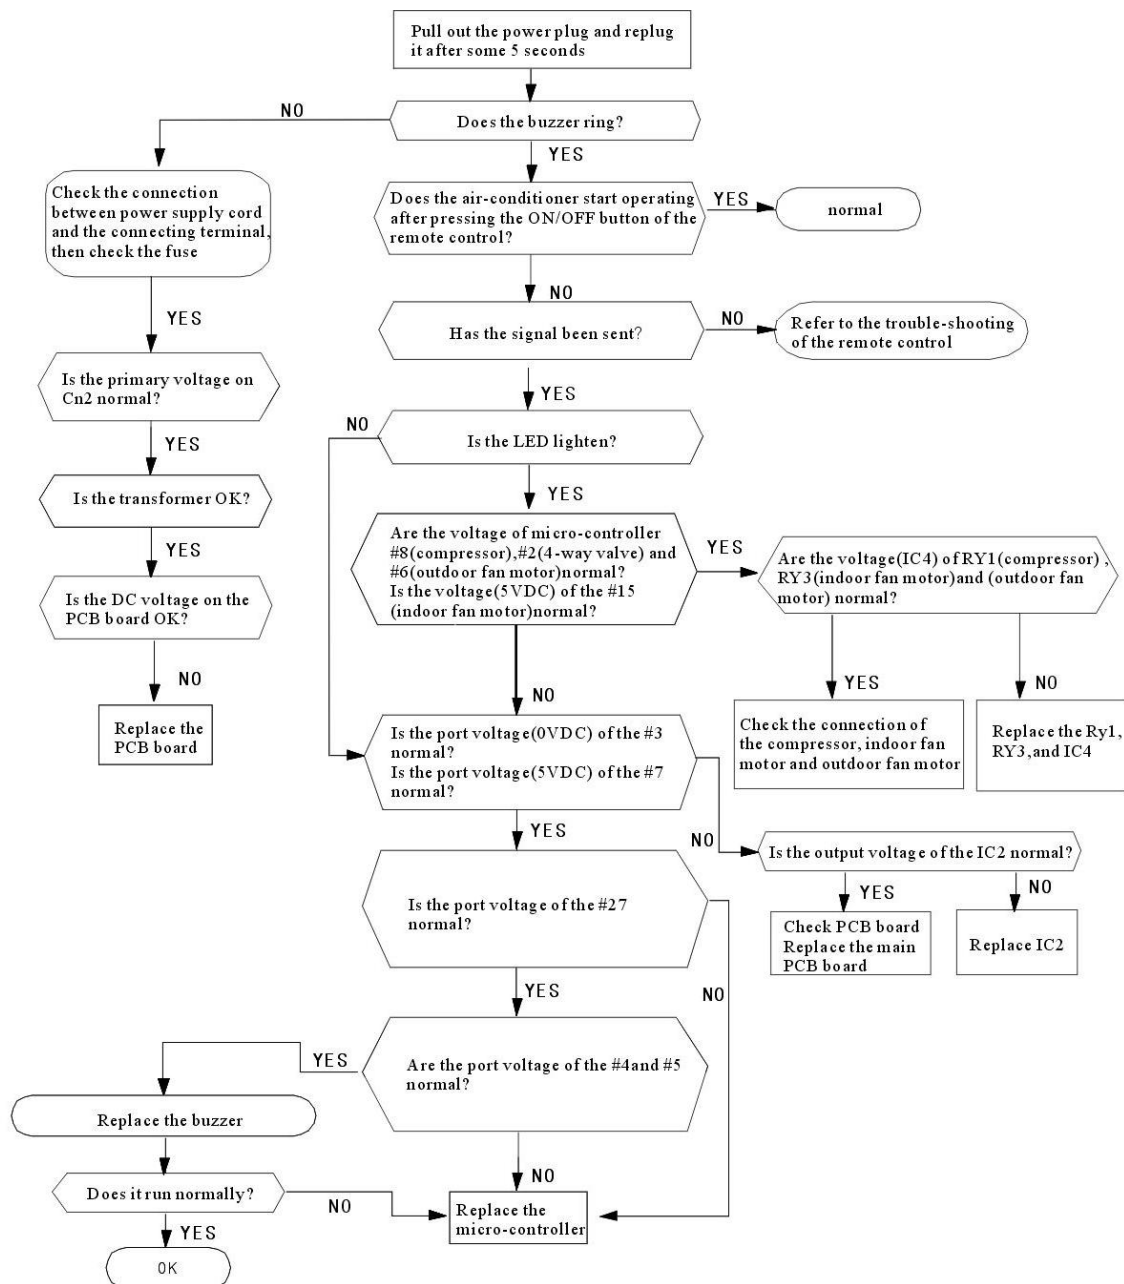 Pull out the power plug and replug
it after some 5 seconds
NO
Does the buzzer ring?
YES
Check the connection
between power supply cord
and the connecting terminal,
then check the fuse
Does the air-conditioner start operating
after pressing the ON/OFF button of the
remote control?
YES
normal
NO
YES
Has the signal been sent?
NO
Refer to the trouble-shooting
of the remote control
Is the primary voltage on
Cn2 normal?
YES
NO
Is the LED lighten?
YES
Is the transformer OK?
YES
Are the voltage of micro-controller
#8(compressor),#2(4-way valve) and
#6(outdoor fan motor)normal?
Is the voltage(5VDC) of the #15
(indoor fan motor)normal?
YES
Are the voltage(IC4) of RY1(compressor) ,
RY3(indoor fan motor)and (outdoor fan
motor) normal?
YES
Is the DC voltage on the
PCB board OK?
NO
Replace the
PCB board
NO
YES
Check the connection of
the compressor, indoor fan
motor and outdoor fan motor
NO
Replace the Ry1,
RY3,and IC4
Is the port voltage(0VDC) of the #3
normal?
Is the port voltage(5VDC) of the #7
normal?
YES
NO
Is the output voltage of the IC2 normal?
YES
NO
Check PCB board
Replace the main
PCB board
Replace IC2
Is the port voltage of the #27
normal?
YES
NO
Are the port voltage of the #4and #5
normal?
YES
Replace the buzzer
NO
Does it run normally?
NO
Replace the
micro-controller
YES
OK